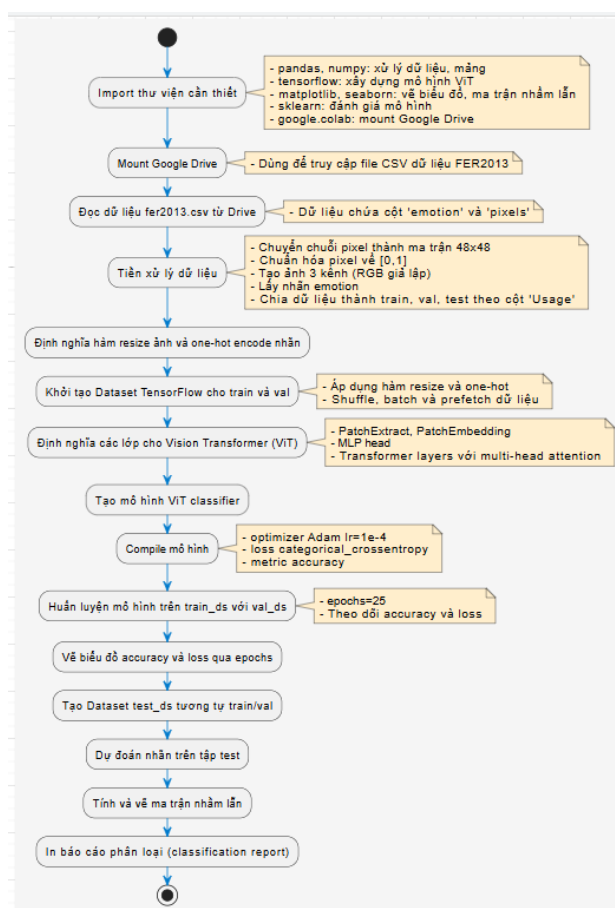 Import thư viện cần thiết
- pandas, numpy: xử lý dữ liệu, mảng
- tensorflow: xây dựng mô hình ViT
- matplotlib, seaborn: vẽ biểu đồ, ma trận nhầm lẫn
- sklearn: đánh giá mô hình
- google.colab: mount Google Drive
Mount Google Drive
- Dùng để truy cập file CSV dữ liệu FER2013
Đọc dữ liệu fer2013.csv từ Drive
- Dữ liệu chứa cột 'emotion' và 'pixels'
Tiền xử lý dữ liệu
- Chuyển chuỗi pixel thành ma trận 48x48
- Chuẩn hóa pixel về [0,1]
- Tạo ảnh 3 kênh (RGB giả lập)
- Lấy nhãn emotion
- Chia dữ liệu thành train, val, test theo cột 'Usage'
Định nghĩa hàm resize ảnh và one-hot encode nhãn
Khởi tạo Dataset TensorFlow cho train và val
- Áp dụng hàm resize và one-hot
- Shuffle, batch và prefetch dữ liệu
Định nghĩa các lớp cho Vision Transformer (ViT)
- PatchExtract, PatchEmbedding
- MLP head
- Transformer layers với multi-head attention
Tạo mô hình ViT classifier
Compile mô hình
- optimizer Adam lr=1e-4
- loss categorical_crossentropy
- metric accuracy
Huấn luyện mô hình trên train_ds với val_ds
- epochs=25
- Theo dõi accuracy và loss
Vẽ biểu đồ accuracy và loss qua epochs
Tạo Dataset test_ds tương tự train/val
Dự đoán nhãn trên tập test
Tính và vẽ ma trận nhầm lẫn
In báo cáo phân loại (classification report)